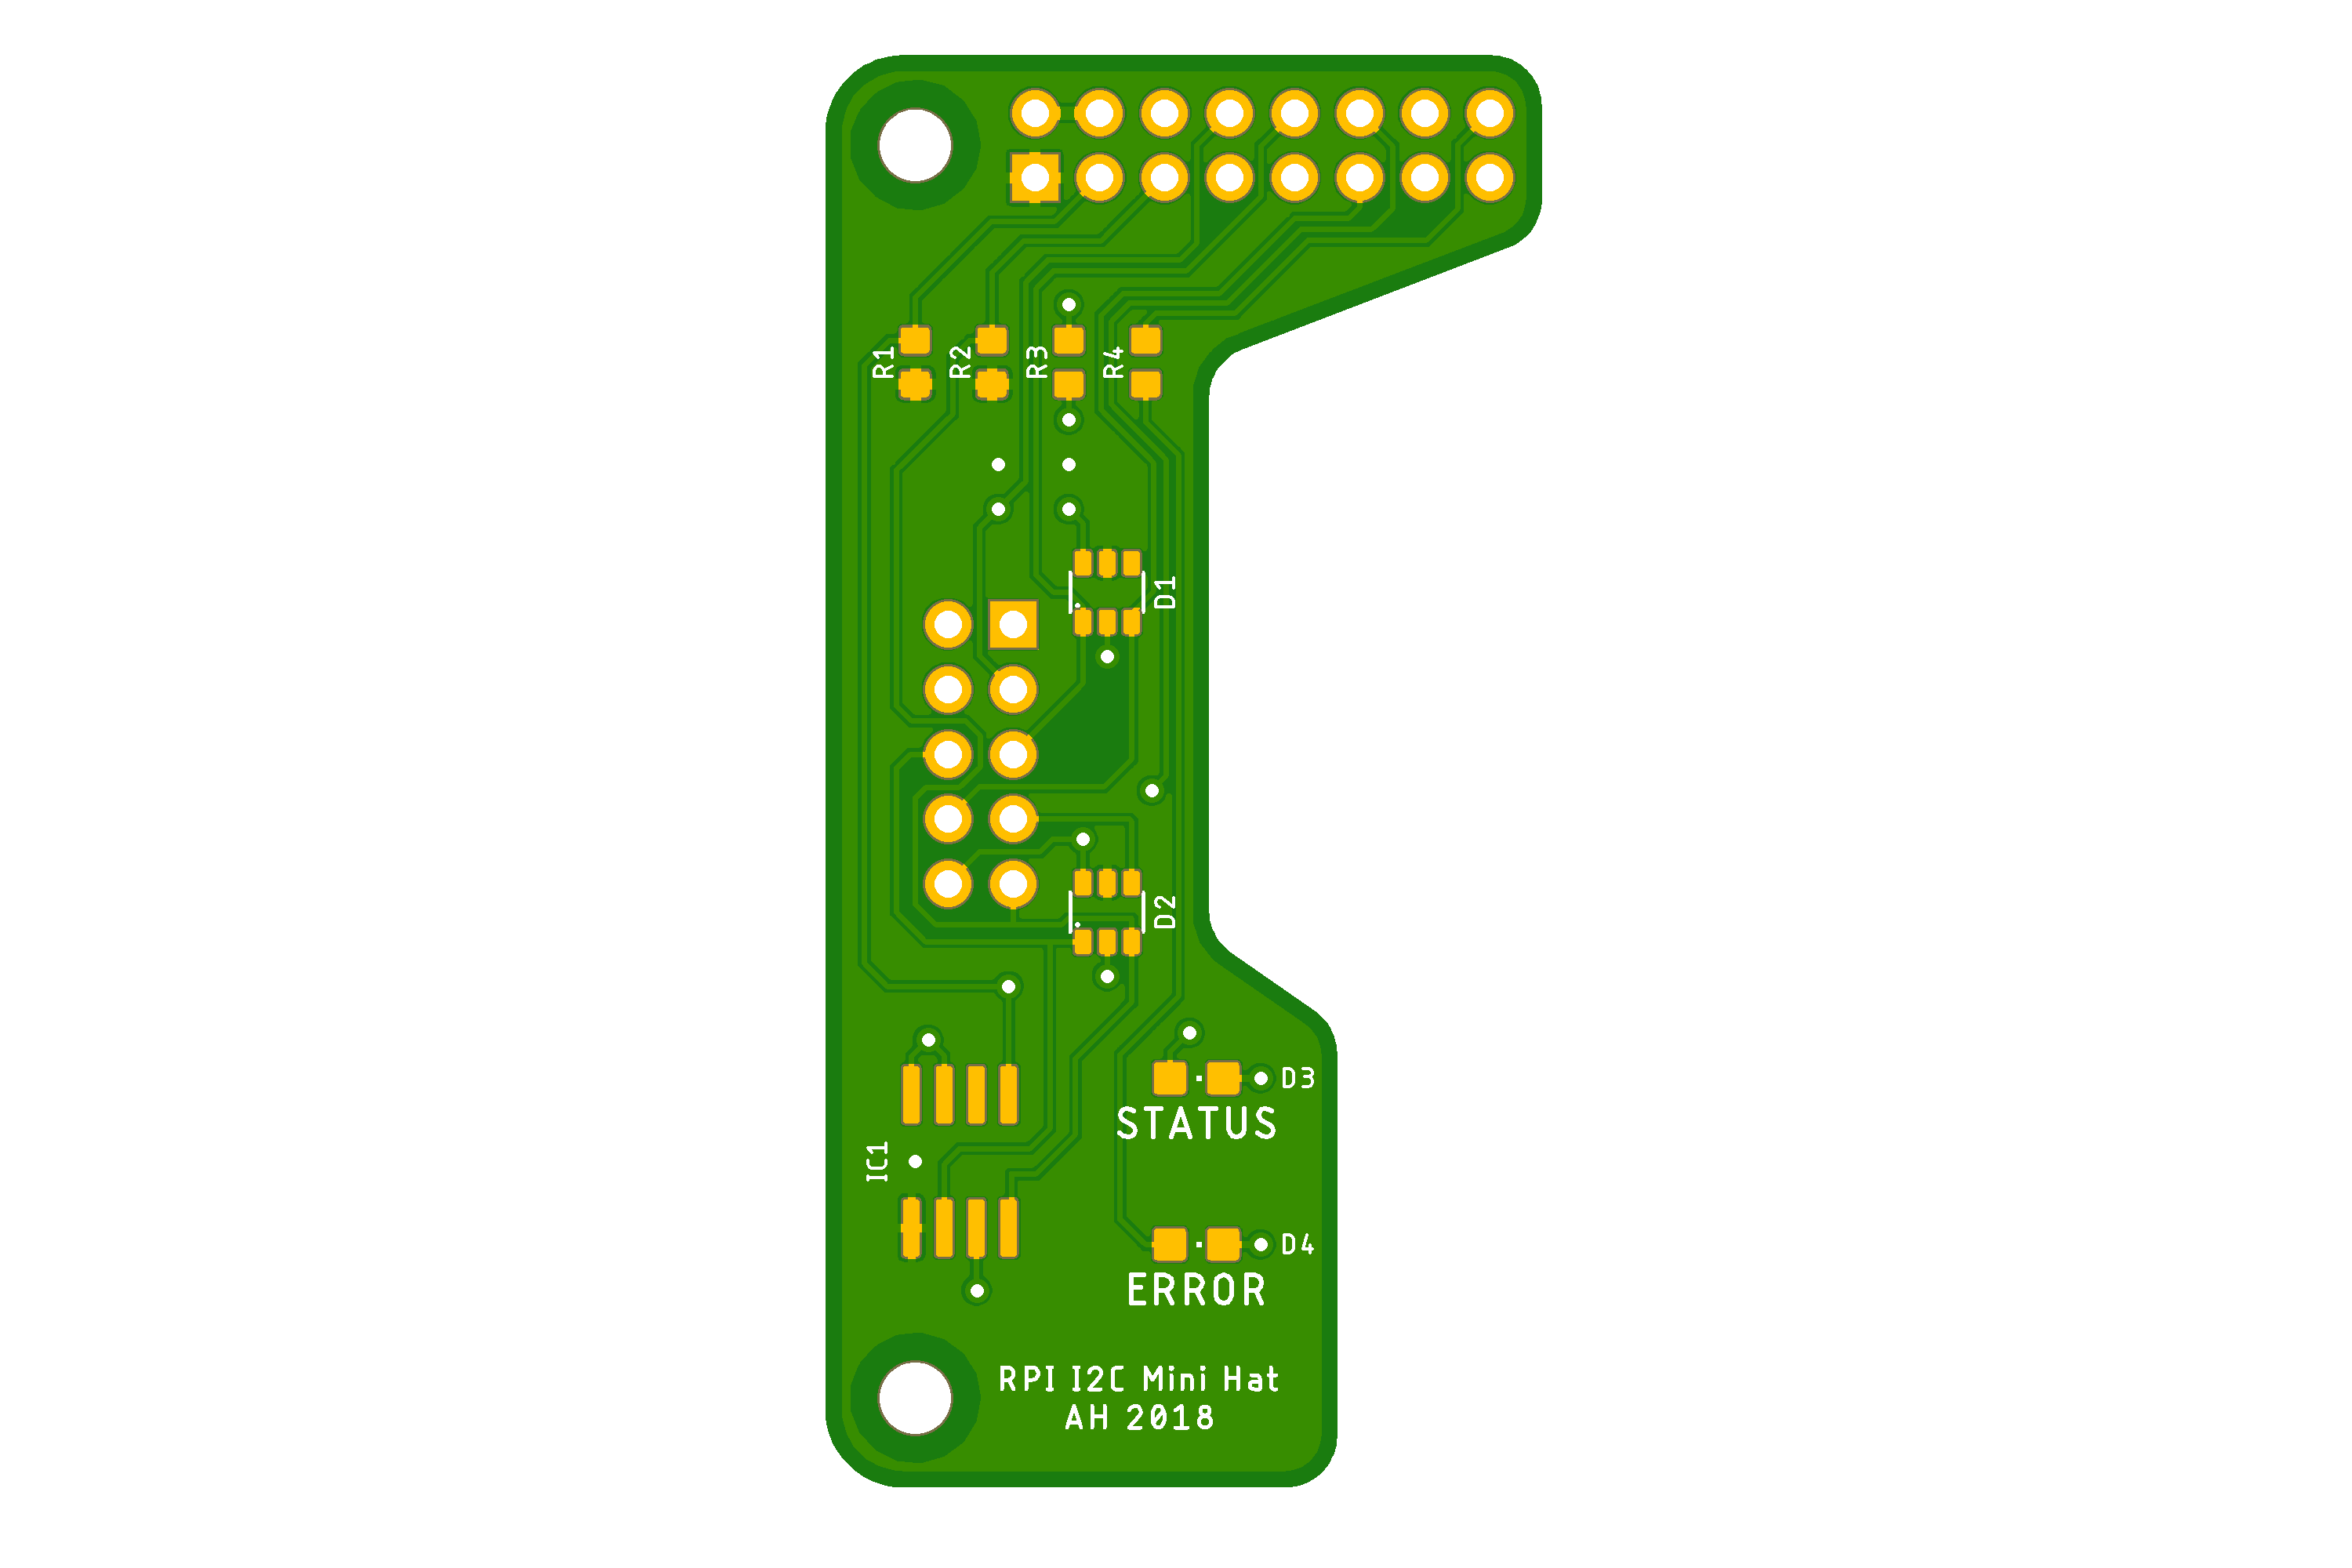 R1
R2
R3
R4
D1
D2
D3
STATUS
IC1
D4
ERROR
RPI I2C Mini Hat
AH 2018